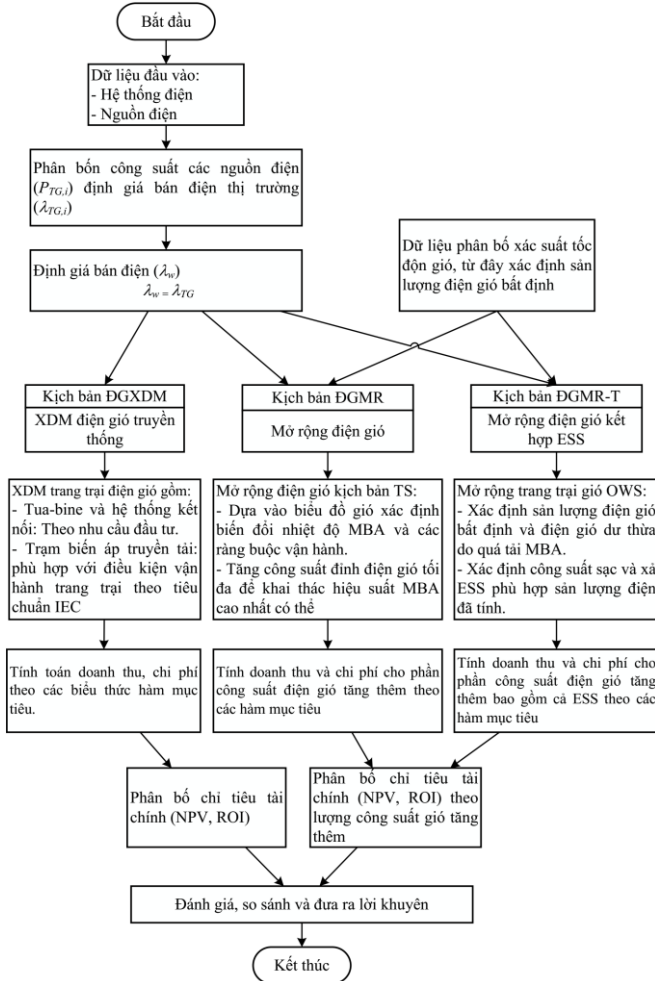 Bắt đầu
Dữ liệu đầu vào:
- Hệ thống điện
- Nguồn điện
Phân bốn công suất các nguồn điện
(P_TG,i) định giá bán điện thị trường
(λ_TG,i)
Định giá bán điện (λ_w)
λ_w = λ_TG
Dữ liệu phân bố xác suất tốc
độn gió, từ đây xác định sản
lượng điện gió bất định
Kịch bản ĐGXDM
XDM điện gió truyền
thống
Kịch bản ĐGMR
Mở rộng điện gió
Kịch bản ĐGMR-T
Mở rộng điện gió kết
hợp ESS
XDM trang trại điện gió gồm:
- Tua-bine và hệ thống kết
nối: Theo nhu cầu đầu tư.
- Trạm biến áp truyền tải:
phù hợp với điều kiện vận
hành trang trại theo tiêu
chuẩn IEC
Mở rộng điện gió kịch bản TS:
- Dựa vào biểu đồ gió xác định
biến đổi nhiệt độ MBA và các
ràng buộc vận hành.
- Tăng công suất đỉnh điện gió tối
đa để khai thác hiệu suất MBA
cao nhất có thể
Mở rộng trang trại gió OWS:
- Xác định sản lượng điện gió
bất định và điện gió dư thừa
do quá tải MBA.
- Xác định công suất sạc và xả
ESS phù hợp sản lượng điện
đã tính.
Tính toán doanh thu, chi phí
theo các biểu thức hàm mục
tiêu.
Tính doanh thu và chi phí cho phần
công suất điện gió tăng thêm theo
các hàm mục tiêu
Tính doanh thu và chi phí cho
phần công suất điện gió tăng
thêm bao gồm cả ESS theo các
hàm mục tiêu
Phân bố chỉ tiêu tài
chính (NPV, ROI)
Phân bố chỉ tiêu tài
chính (NPV, ROI) theo
lượng công suất gió tăng
thêm
Đánh giá, so sánh và đưa ra lời khuyên
Kết thúc